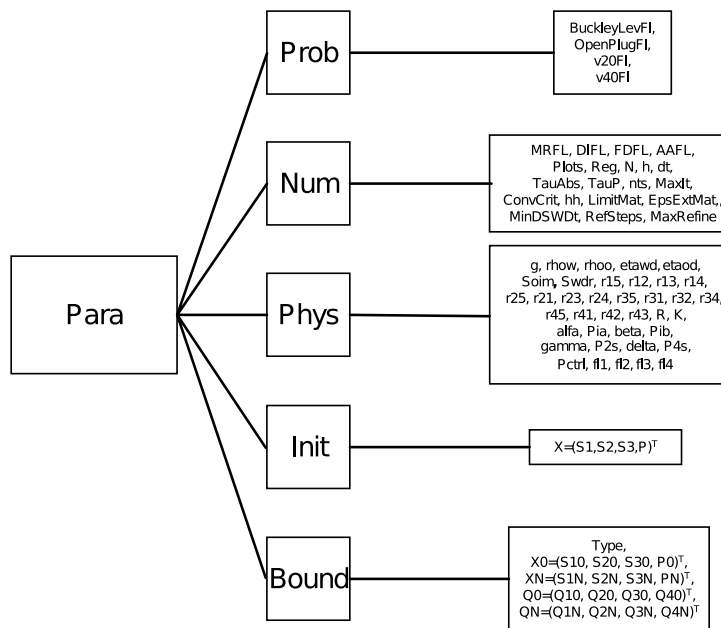 Para
Prob
BuckleyLevFl,
OpenPlugFl,
v20Fl,
v40Fl
Num
MRFL, DIFL, FDFL, AAFL,
Plots, Reg, N, h, dt,
TauAbs, TauP, nts, MaxIt,
ConvCrit, hh, LimitMat, EpsExtMat,,
MinDSWDt, RefSteps, MaxRefine
Phys
g, rhow, rhoo, etawd, etaod,
Soim, Swdr, r15, r12, r13, r14,
r25, r21, r23, r24, r35, r31, r32, r34,
r45, r41, r42, r43, R, K,
alfa, Pia, beta, Pib,
gamma, P2s, delta, P4s,
Pctrl, fl1, fl2, fl3, fl4
Init
X=(S1,S2,S3,P)ᵀ
Bound
Type,
X0=(S10, S20, S30, P0)ᵀ,
XN=(S1N, S2N, S3N, PN)ᵀ,
Q0=(Q10, Q20, Q30, Q40)ᵀ,
QN=(Q1N, Q2N, Q3N, Q4N)ᵀ